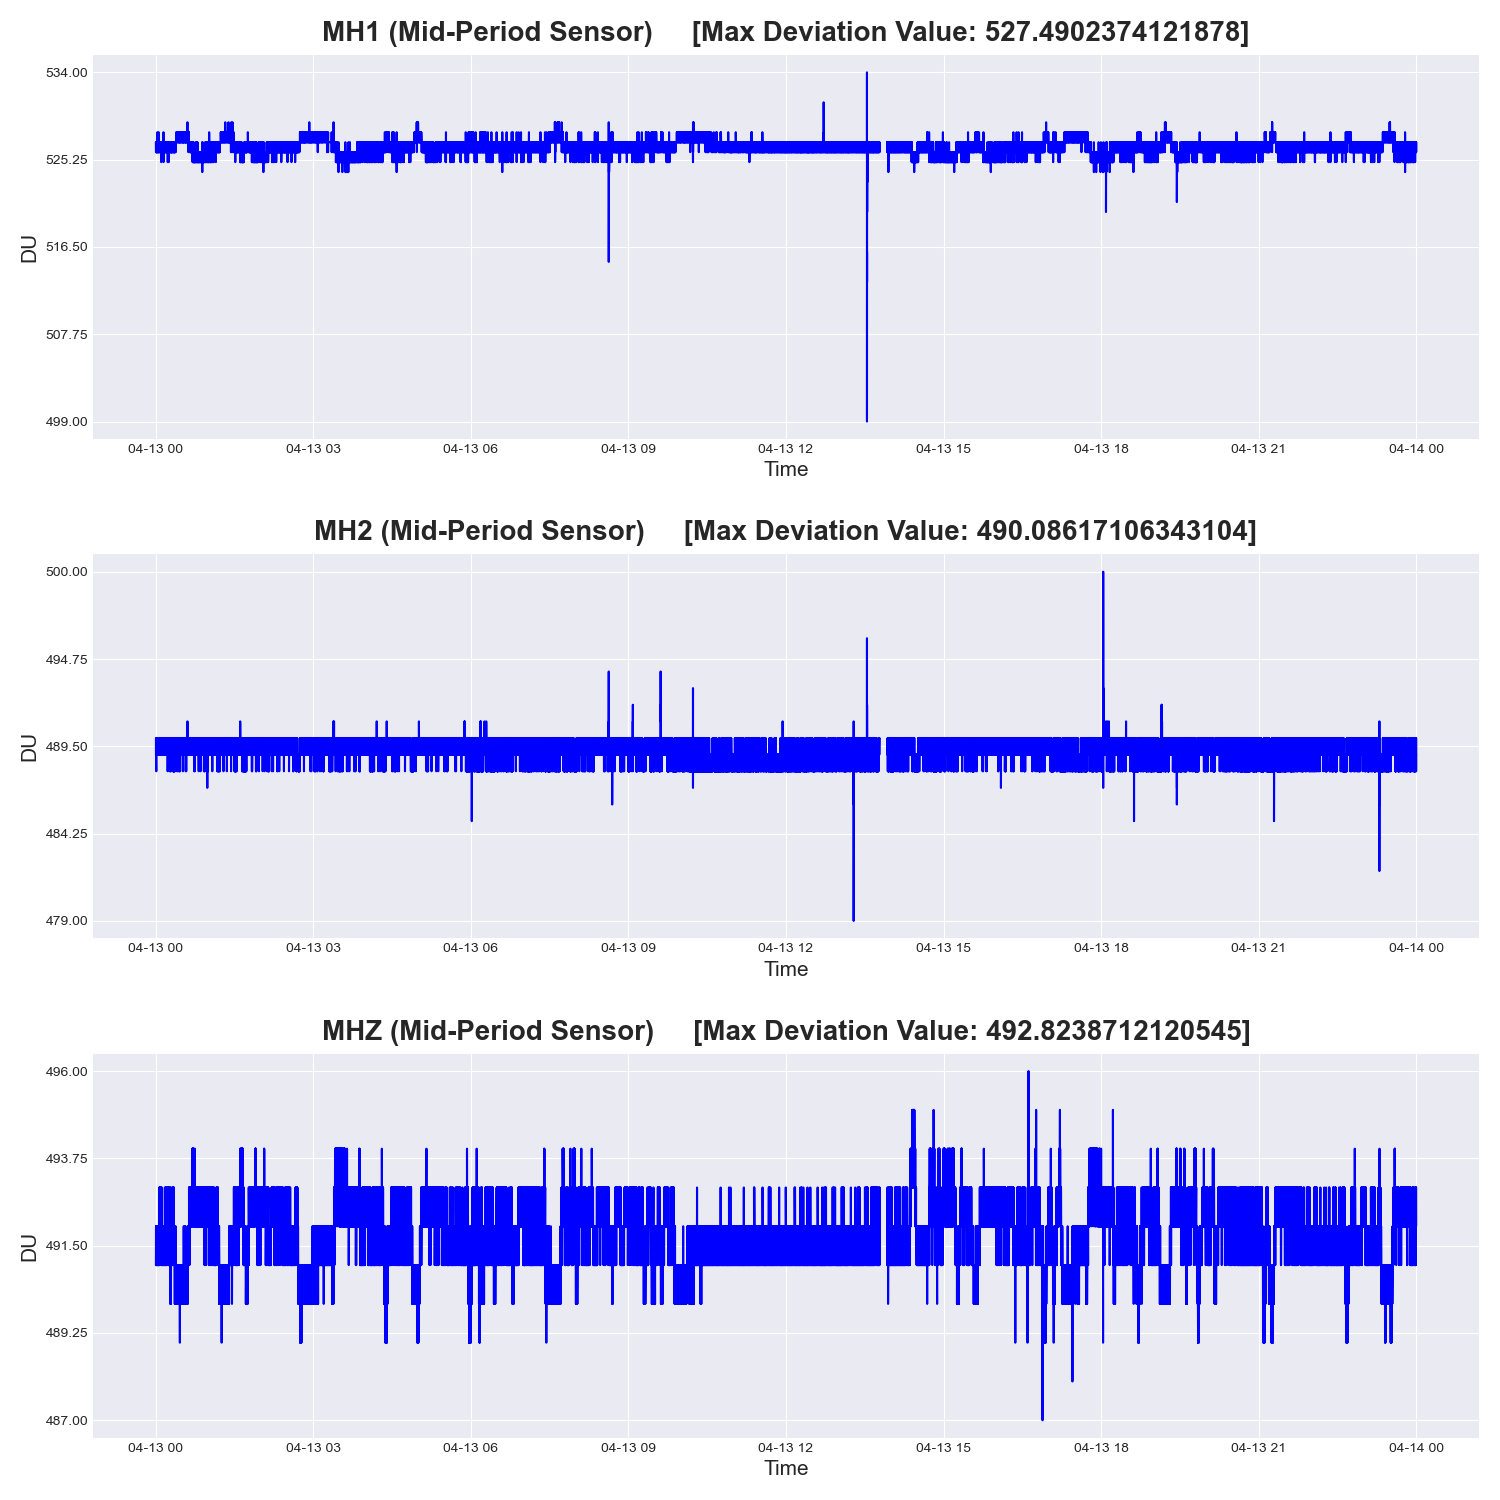 MH1 (Mid-Period Sensor) [Max Deviation Value: 527.4902374121878]
534.00
525.25
516.50
507.75
499.00
DU
04-13 00 04-13 03 04-13 06 04-13 09 04-13 12 04-13 15 04-13 18 04-13 21 04-14 00
Time
MH2 (Mid-Period Sensor) [Max Deviation Value: 490.08617106343104]
500.00
494.75
489.50
484.25
479.00
DU
04-13 00 04-13 03 04-13 06 04-13 09 04-13 12 04-13 15 04-13 18 04-13 21 04-14 00
Time
MHZ (Mid-Period Sensor) [Max Deviation Value: 492.8238712120545]
496.00
493.75
491.50
489.25
487.00
DU
04-13 00 04-13 03 04-13 06 04-13 09 04-13 12 04-13 15 04-13 18 04-13 21 04-14 00
Time